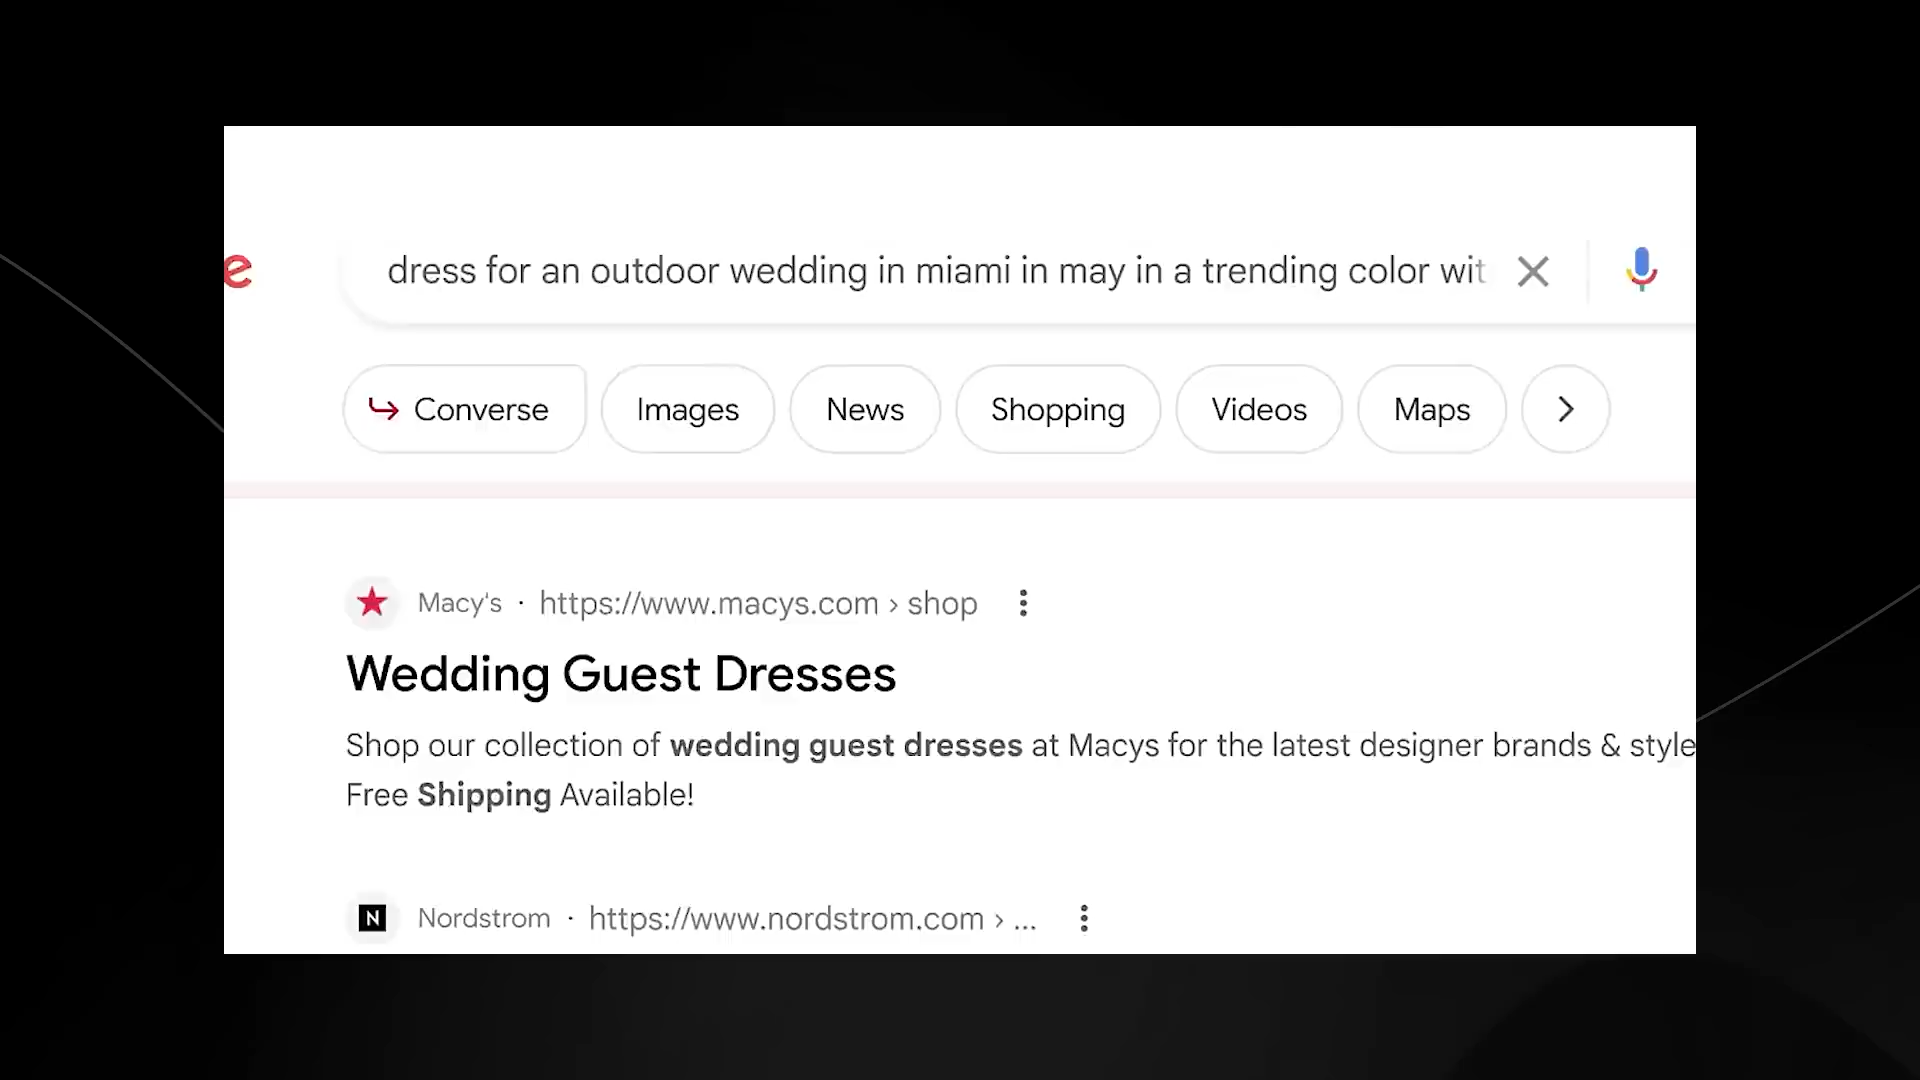 e
dress for an outdoor wedding in miami in may in a trending color wit
Converse Images News Shopping Videos Maps
Macy's · https://www.macys.com › shop
Wedding Guest Dresses
Shop our collection of wedding guest dresses at Macys for the latest designer brands & style
Free Shipping Available!
N Nordstrom · https://www.nordstrom.com › ...